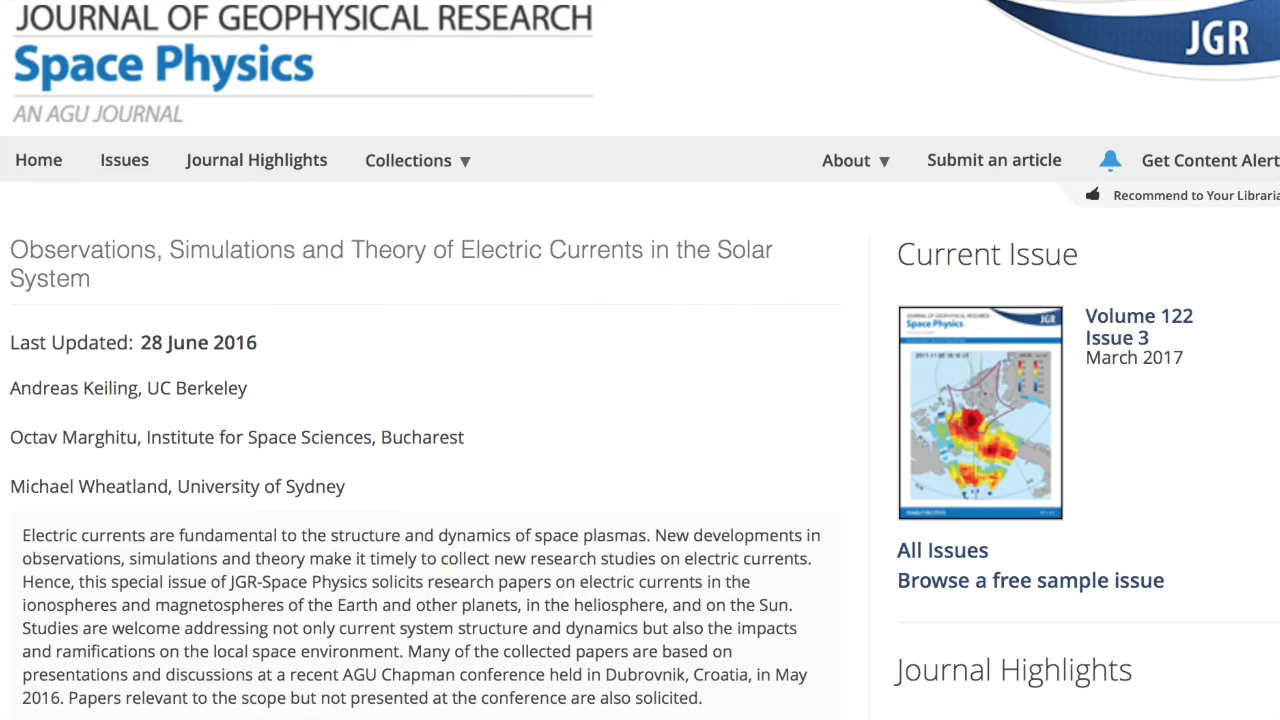 JOURNAL OF GEOPHYSICAL RESEARCH
Space Physics
AN AGU JOURNAL
JGR
Home Issues Journal Highlights Collections ▼ About ▼ Submit an article Get Content Alert
Recommend to Your Libraria
Observations, Simulations and Theory of Electric Currents in the Solar
System
Last Updated: 28 June 2016
Andreas Keiling, UC Berkeley
Octav Marghitu, Institute for Space Sciences, Bucharest
Michael Wheatland, University of Sydney
Electric currents are fundamental to the structure and dynamics of space plasmas. New developments in
observations, simulations and theory make it timely to collect new research studies on electric currents.
Hence, this special issue of JGR-Space Physics solicits research papers on electric currents in the
ionospheres and magnetospheres of the Earth and other planets, in the heliosphere, and on the Sun.
Studies are welcome addressing not only current system structure and dynamics but also the impacts
and ramifications on the local space environment. Many of the collected papers are based on
presentations and discussions at a recent AGU Chapman conference held in Dubrovnik, Croatia, in May
2016. Papers relevant to the scope but not presented at the conference are also solicited.
Current Issue
JOURNAL OF GEOPHYSICAL RESEARCH
Space Physics
JGR
Volume 122
Issue 3
March 2017
All Issues
Browse a free sample issue
Journal Highlights